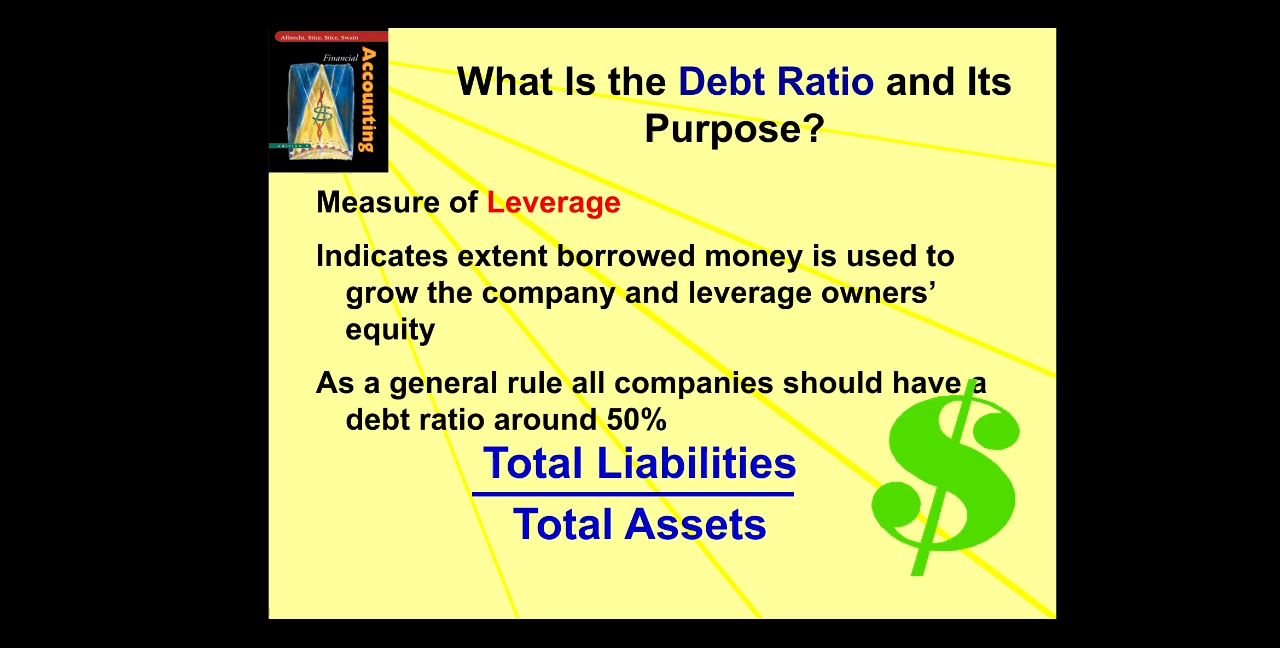 Albrecht, Stice, Stice, Swain
Financial
Accounting
What Is the Debt Ratio and Its
Purpose?
Measure of Leverage
Indicates extent borrowed money is used to
grow the company and leverage owners’
equity
As a general rule all companies should have a
debt ratio around 50%
Total Liabilities
Total Assets
$